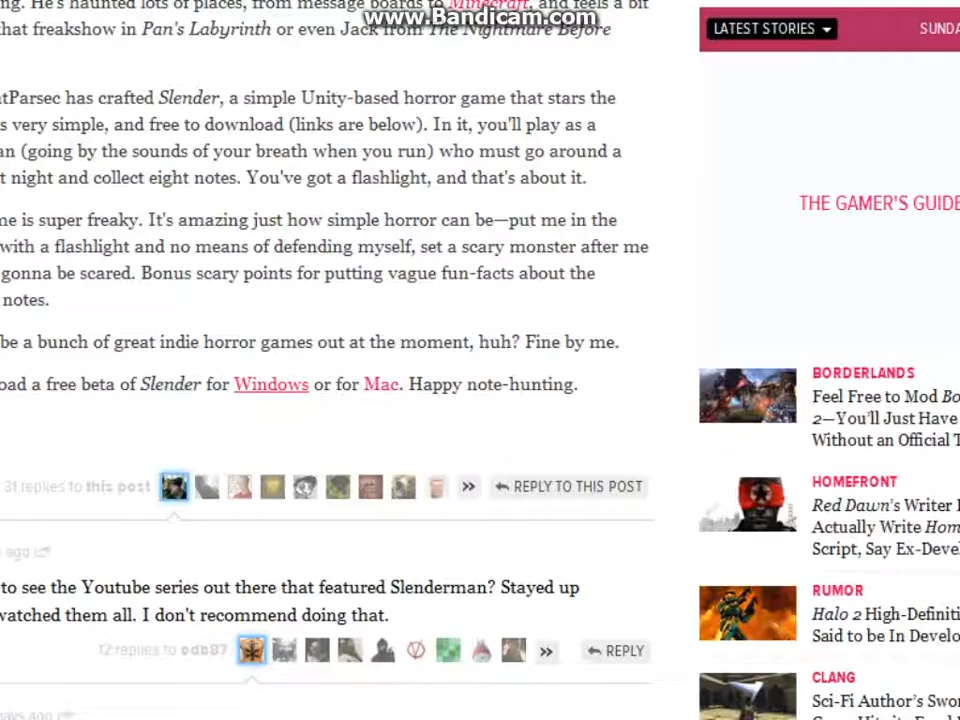 ing. He's haunted lots of places, from message boards to Minecraft, and feels a bit
www.Bandicam.com
that freakshow in Pan's Labyrinth or even Jack from The Nightmare Before
LATEST STORIES
SUNDA
ntParsec has crafted Slender, a simple Unity-based horror game that stars the
s very simple, and free to download (links are below). In it, you'll play as a
an (going by the sounds of your breath when you run) who must go around a
t night and collect eight notes. You've got a flashlight, and that's about it.
THE GAMER'S GUIDE
me is super freaky. It's amazing just how simple horror can be—put me in the
with a flashlight and no means of defending myself, set a scary monster after me
gonna be scared. Bonus scary points for putting vague fun-facts about the
notes.
be a bunch of great indie horror games out at the moment, huh? Fine by me.
oad a free beta of Slender for Windows or for Mac. Happy note-hunting.
BORDERLANDS
Feel Free to Mod Bo
2—You'll Just Have
Without an Official T
31 replies to this post
REPLY TO THIS POST
HOMEFRONT
Red Dawn's Writer
Actually Write Hom
Script, Say Ex-Deve
ago
to see the Youtube series out there that featured Slenderman? Stayed up
watched them all. I don't recommend doing that.
RUMOR
Halo 2 High-Definiti
Said to be In Develo
12 replies to edb87
REPLY
CLANG
Sci-Fi Author's Swor
days ago